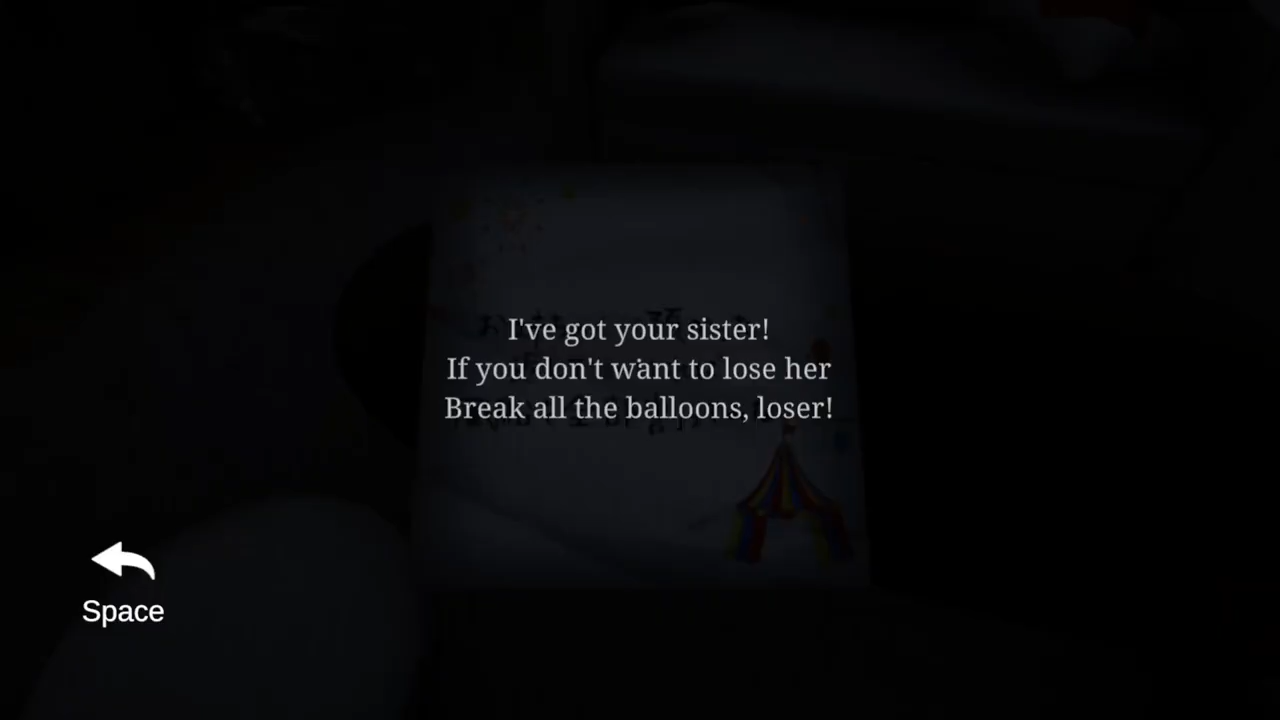 I've got your sister!
If you don't want to lose her
Break all the balloons, loser!
Space